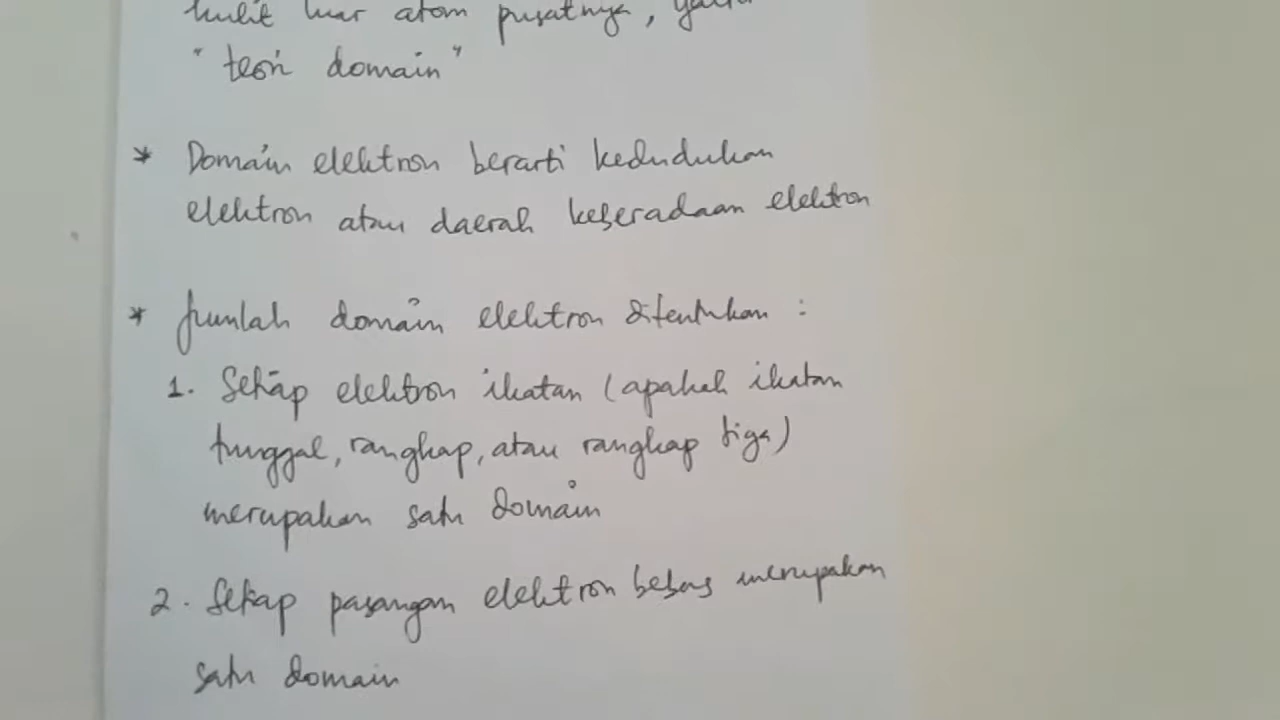 kulit luar atom pusatnya, yaitu
"teori domain"
* Domain elektron berarti kedudukan
elektron atau daerah keberadaan elektron
* Jumlah domain elektron ditentukan :
1. Setiap elektron ikatan (apakah ikatan
tunggal, rangkap, atau rangkap tiga)
merupakan satu domain
2. Setiap pasangan elektron bebas merupakan
satu domain